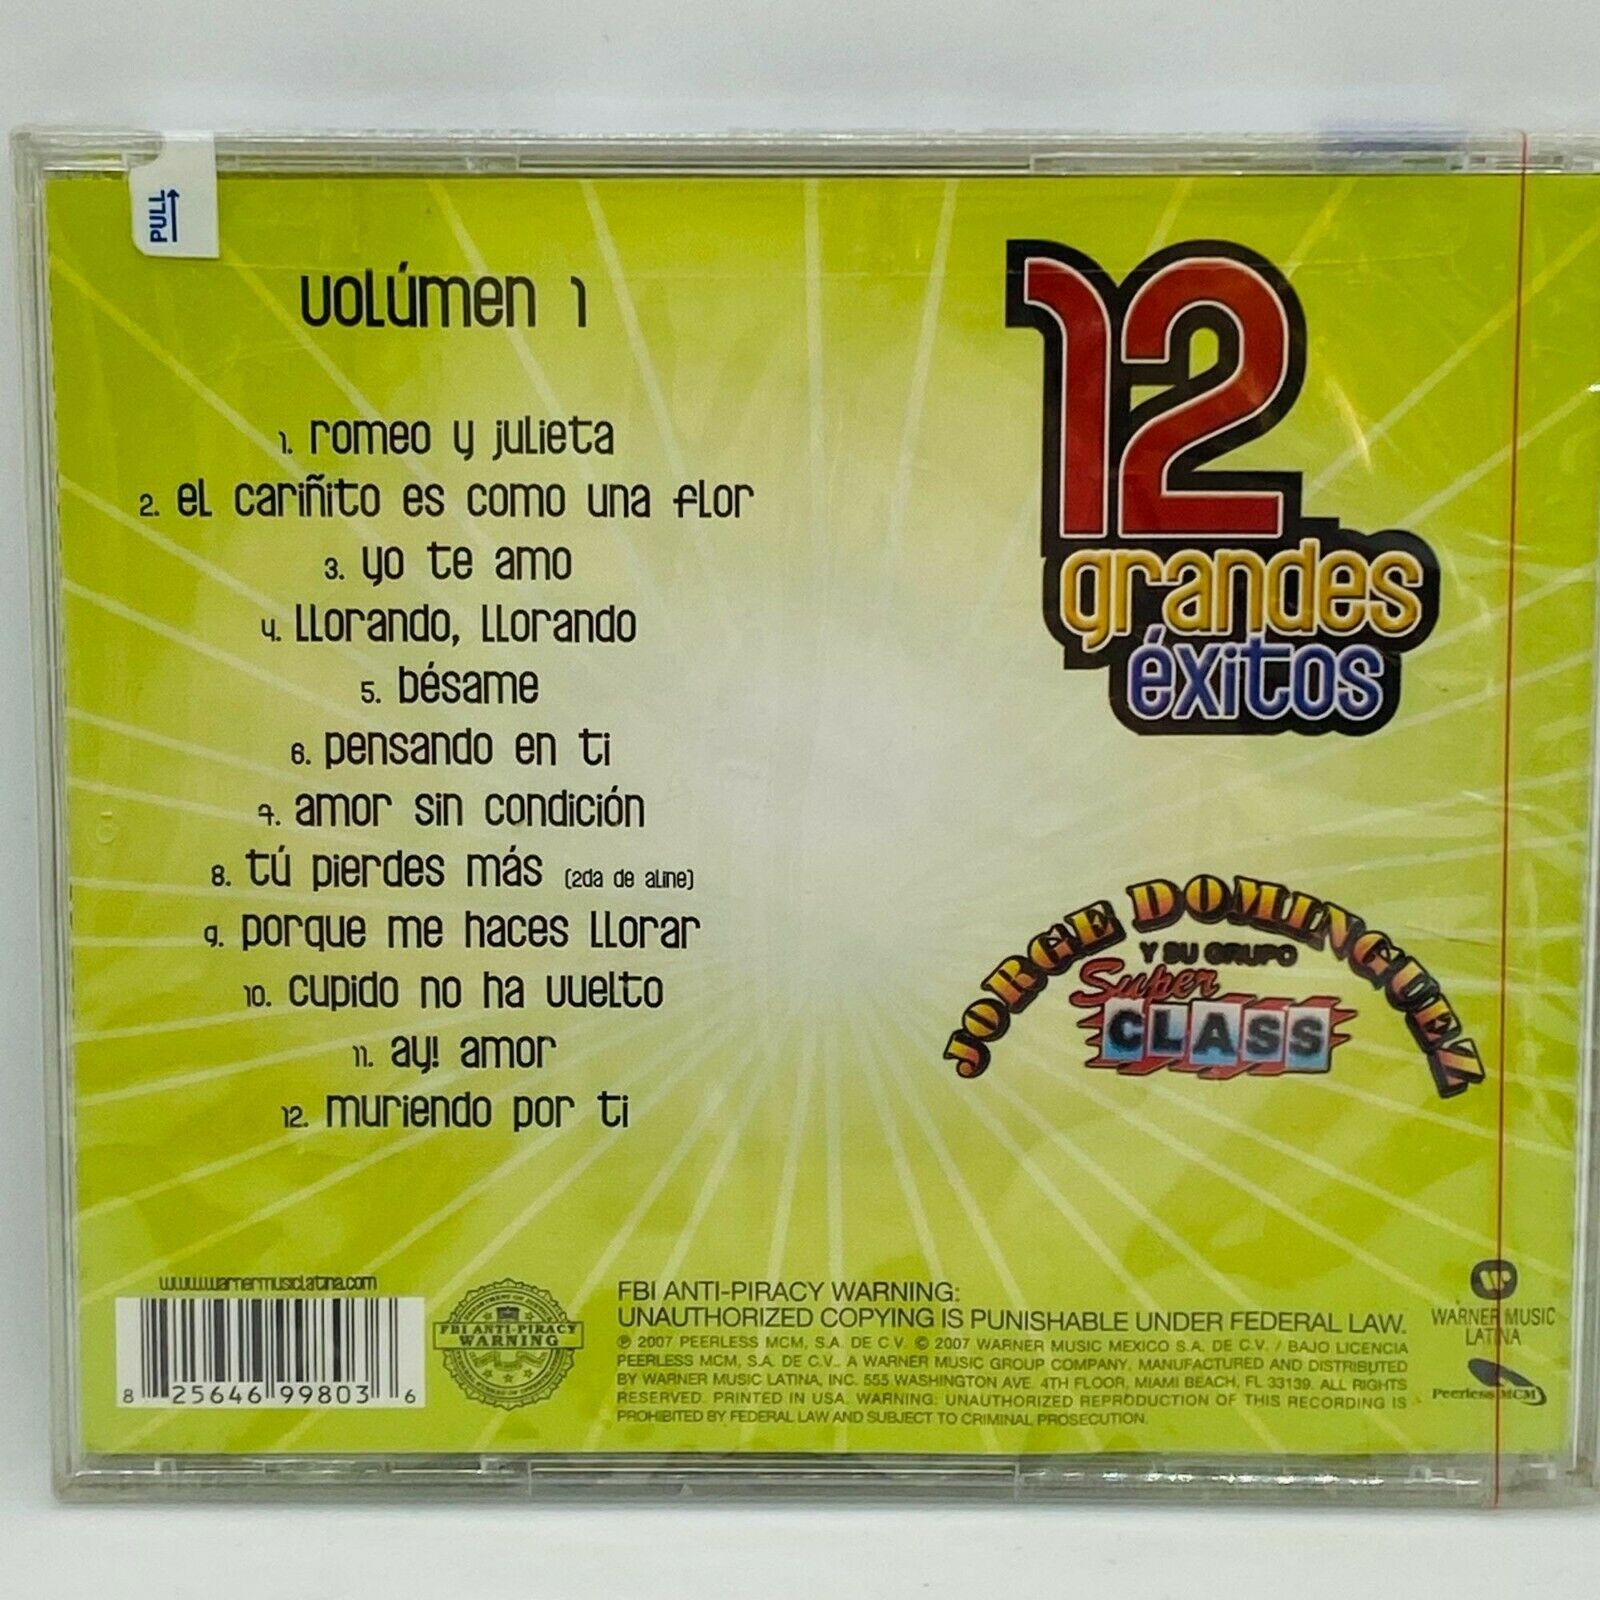 PULL
volúmen 1
1. romeo y julieta
2. el cariñito es como una flor
3. yo te amo
4. llorando, llorando
5. bésame
6. pensando en ti
7. amor sin condición
8. tú pierdes más (2da de aline)
9. porque me haces llorar
10. cupido no ha vuelto
11. ay! amor
12. muriendo por ti
12
grandes
éxitos
JORGE DOMINGUEZ
Y SU GRUPO
Super
CLASS
www.warnermusiclatina.com
8 25646 99803 6
FBI ANTI-PIRACY
WARNING
FBI ANTI-PIRACY WARNING:
UNAUTHORIZED COPYING IS PUNISHABLE UNDER FEDERAL LAW.
℗ 2007 PEERLESS MCM, S.A. DE C.V. © 2007 WARNER MUSIC MEXICO S.A. DE C.V. / BAJO LICENCIA
PEERLESS MCM, S.A. DE C.V.. A WARNER MUSIC GROUP COMPANY. MANUFACTURED AND DISTRIBUTED
BY WARNER MUSIC LATINA, INC. 555 WASHINGTON AVE. 4TH FLOOR, MIAMI BEACH, FL 33139. ALL RIGHTS
RESERVED. PRINTED IN USA. WARNING: UNAUTHORIZED REPRODUCTION OF THIS RECORDING IS
PROHIBITED BY FEDERAL LAW AND SUBJECT TO CRIMINAL PROSECUTION.
WARNER MUSIC
LATINA
Peerless MCM